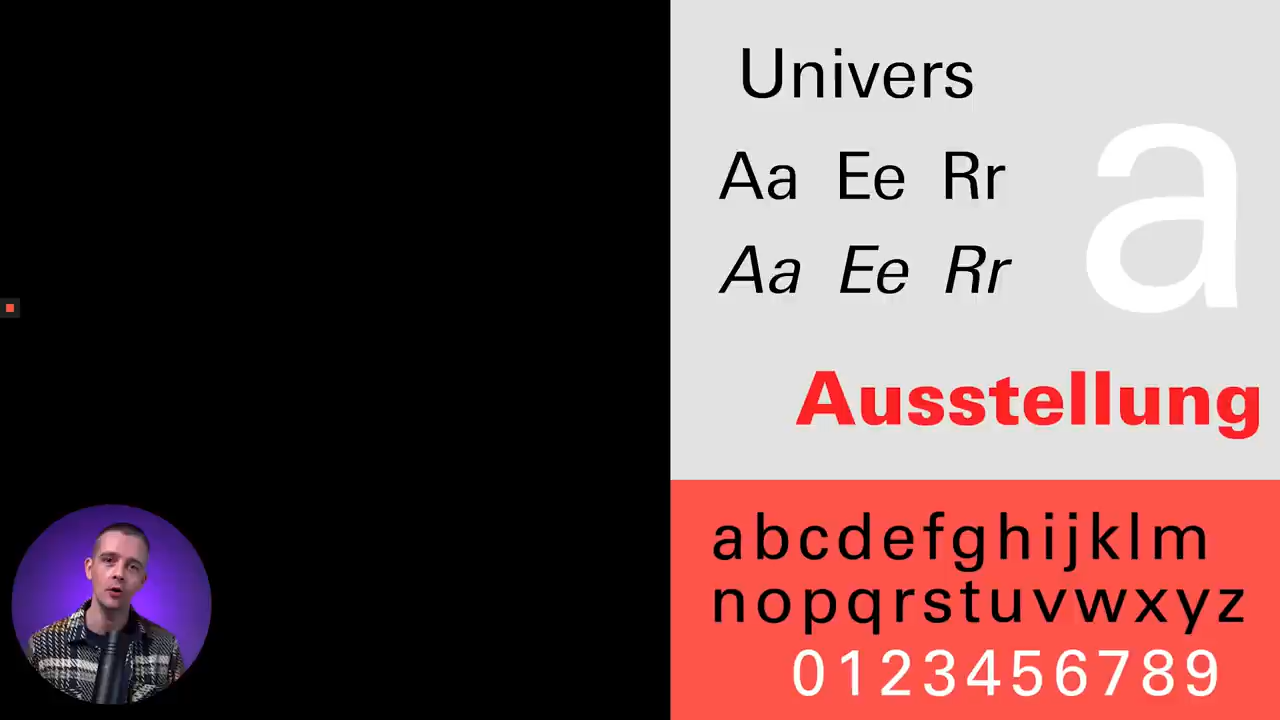 Univers
Aa Ee Rr
a
Aa Ee Rr
Ausstellung
abcdefghijklm
nopqrstuvwxyz
0123456789